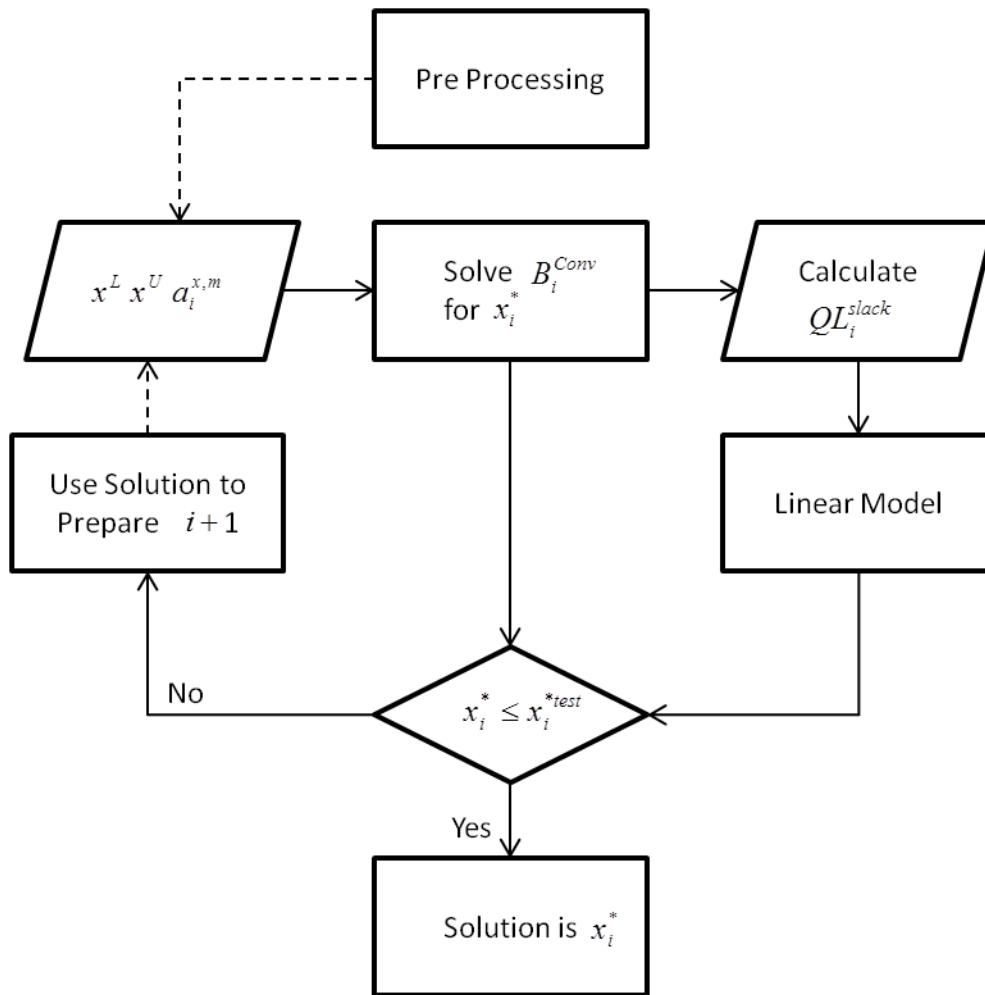 Pre Processing
x^L x^U a_i^{x,m}
Solve B_i^{Conv}
for x_i^*
Calculate
QL_i^{slack}
Use Solution to
Prepare i+1
Linear Model
No
x_i^* ≤ x_i^{*test}
Yes
Solution is x_i^*